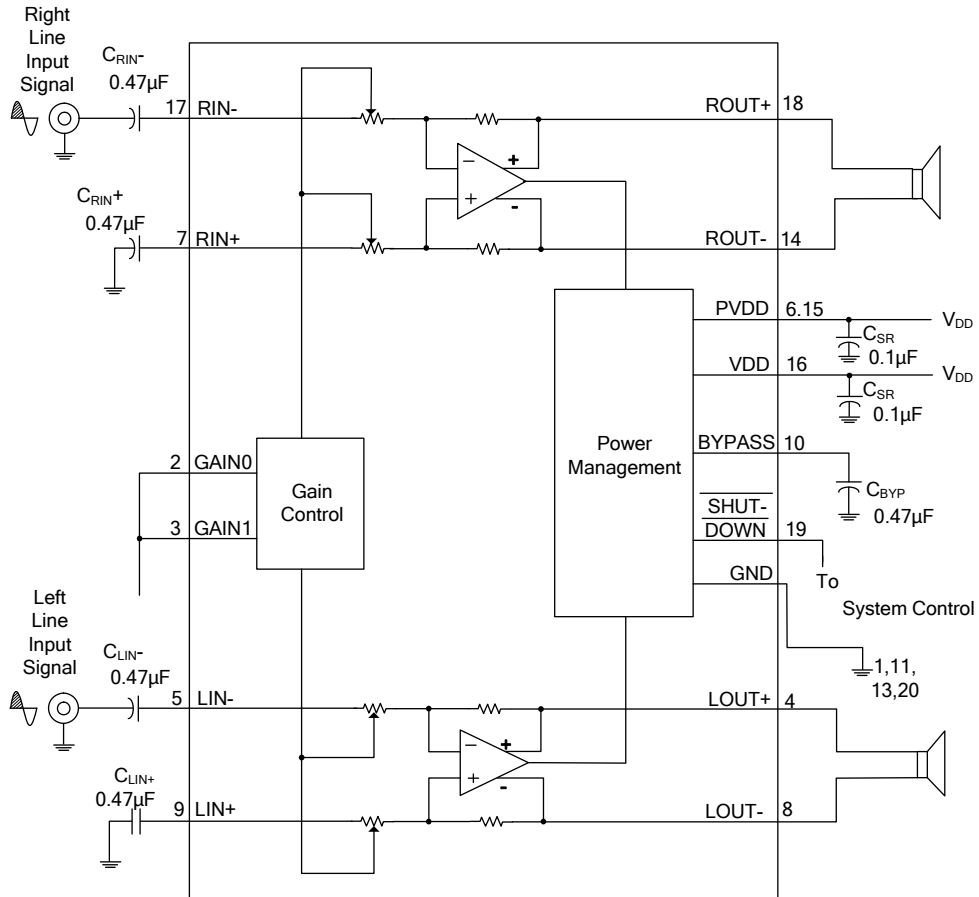 Right
Line
Input
Signal
CRIN-
0.47µF
17 RIN-
ROUT+ 18
CRIN+
0.47µF
7 RIN+
ROUT- 14
PVDD 6.15
VDD
CSR
0.1µF
VDD 16
VDD
CSR
0.1µF
Power
Management
BYPASS 10
CBYP
0.47µF
SHUT-
DOWN 19
To
System Control
GND
1,11,
13,20
2 GAIN0
Gain
Control
3 GAIN1
Left
Line
Input
Signal
CLIN-
0.47µF
5 LIN-
LOUT+ 4
CLIN+
0.47µF
9 LIN+
LOUT- 8